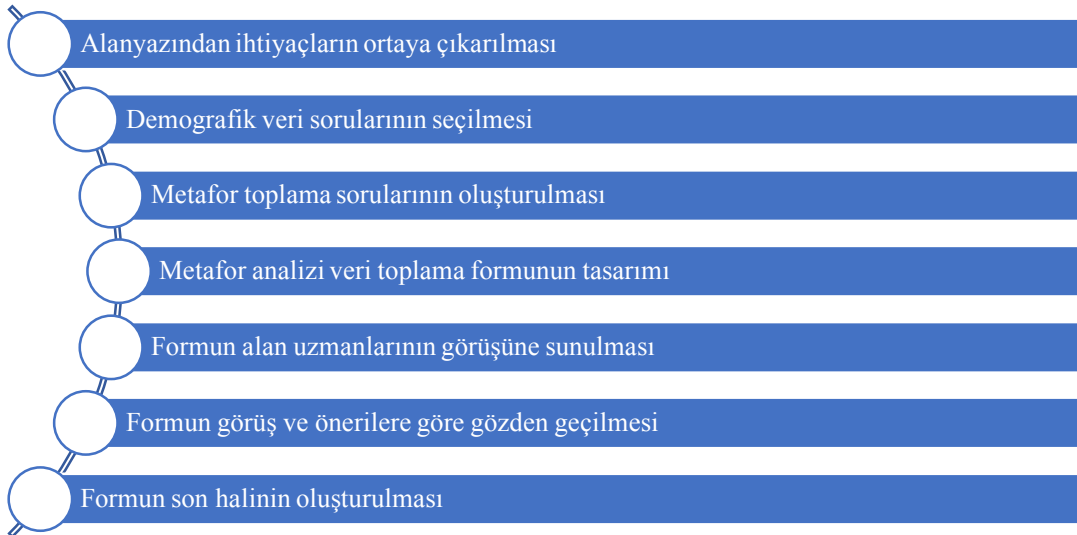 Alanyazından ihtiyaçların ortaya çıkarılması
Demografik veri sorularının seçilmesi
Metafor toplama sorularının oluşturulması
Metafor analizi veri toplama formunun tasarımı
Formun alan uzmanlarının görüşüne sunulması
Formun görüş ve önerilere göre gözden geçilmesi
Formun son halinin oluşturulması